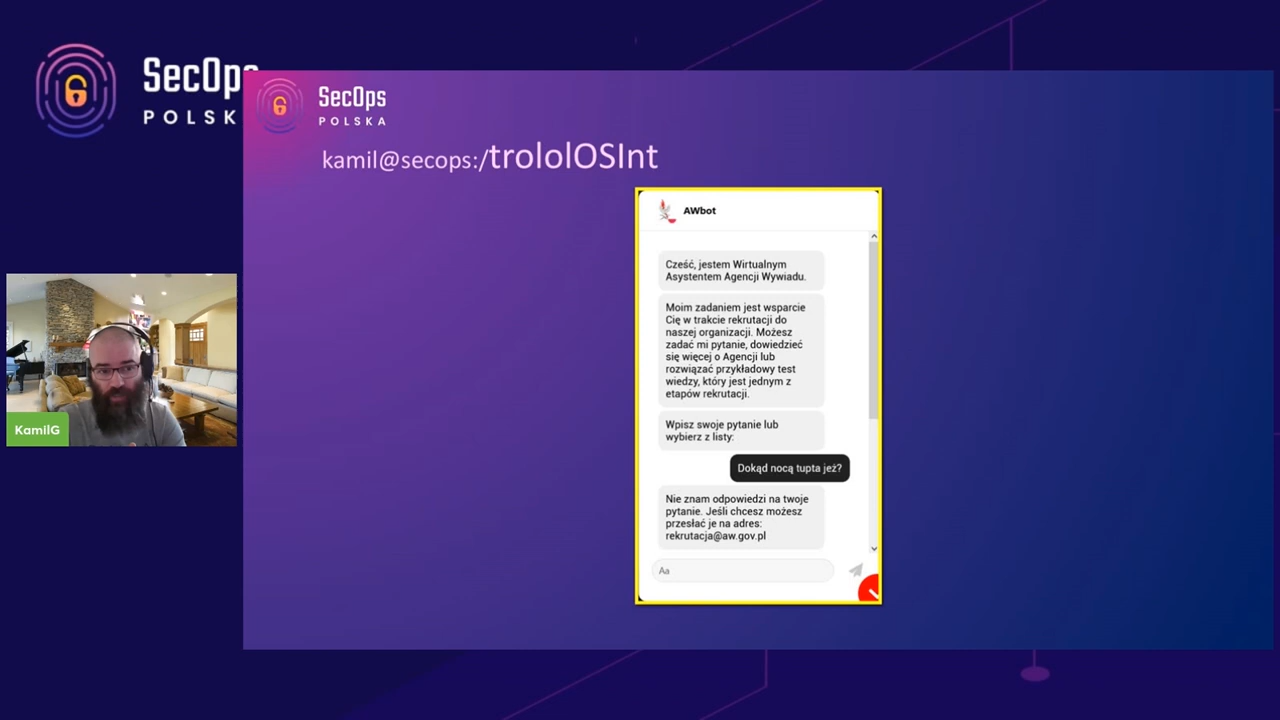 SecOps
POLSK
SecOps
POLSKA
kamil@secops:/trololOSInt
AWbot
Cześć, jestem Wirtualnym
Asystentem Agencji Wywiadu.
Moim zadaniem jest wsparcie
Cię w trakcie rekrutacji do
naszej organizacji. Możesz
zadać mi pytanie, dowiedzieć
się więcej o Agencji lub
rozwiązać przykładowy test
wiedzy, który jest jednym z
etapów rekrutacji.
Wpisz swoje pytanie lub
wybierz z listy:
Dokąd nocą tupta jeż?
Nie znam odpowiedzi na twoje
pytanie. Jeśli chcesz możesz
przesłać je na adres:
rekrutacja@aw.gov.pl
Aa
KamilG